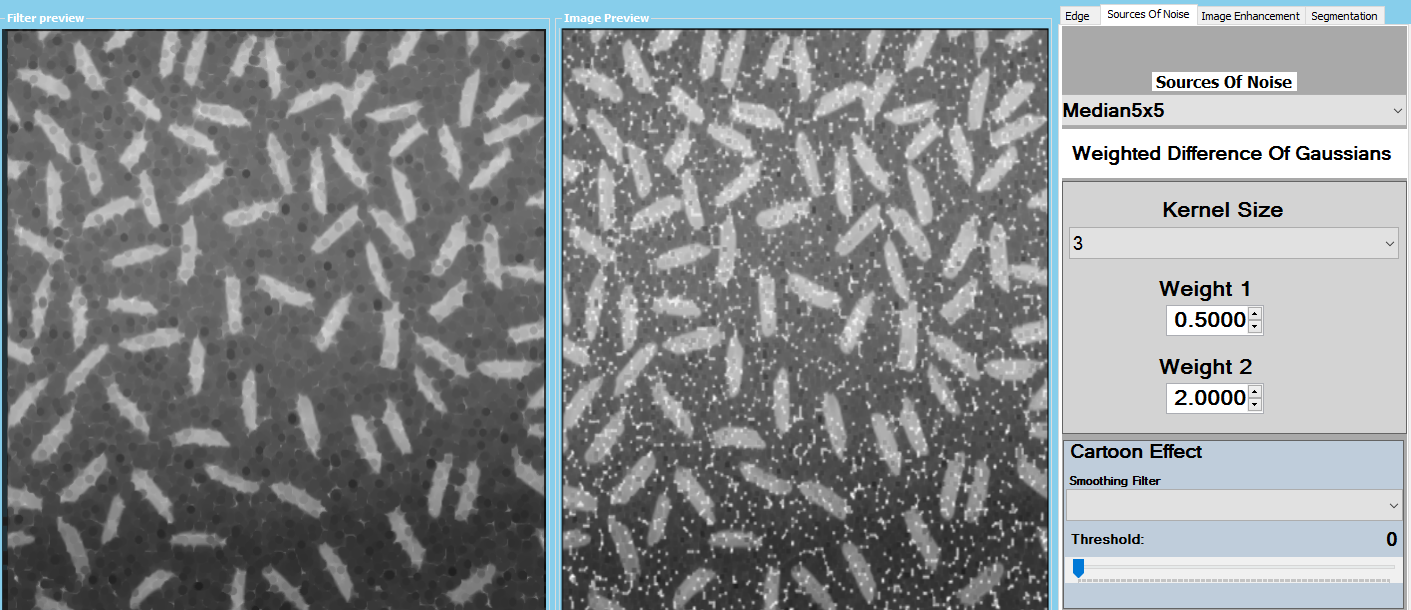 Filter preview
Image Preview
Edge
Sources Of Noise
Image Enhancement
Segmentation
Sources Of Noise
Median5x5
Weighted Difference Of Gaussians
Kernel Size
3
Weight 1
0.5000
Weight 2
2.0000
Cartoon Effect
Smoothing Filter
Threshold:
0